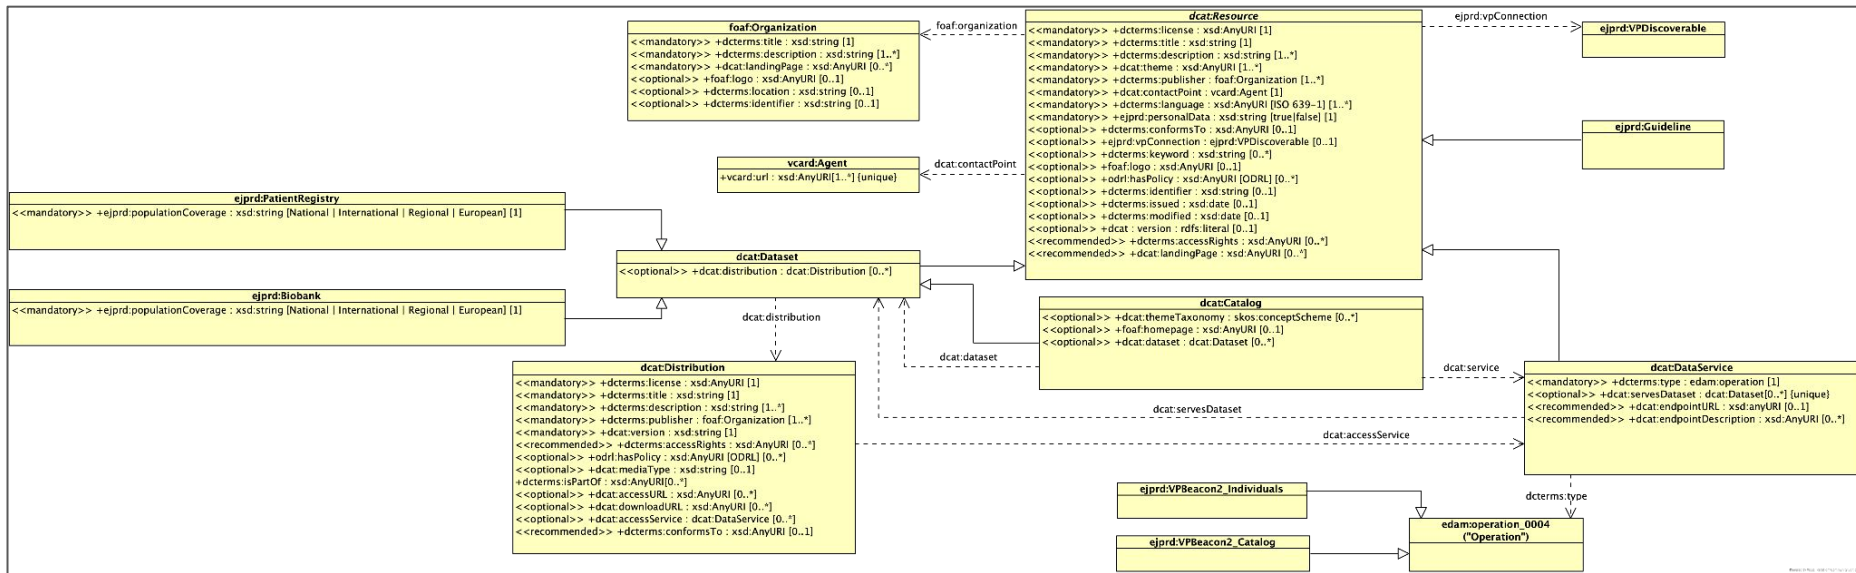 foaf:Organization
<<mandatory>> +dcterms:title : xsd:string [1]
<<mandatory>> +dcterms:description : xsd:string [1..*]
<<mandatory>> +dcat:landingPage : xsd:AnyURI [0..*]
<<optional>> +foaf:logo : xsd:AnyURI [0..1]
<<optional>> +dcterms:location : xsd:string [0..1]
<<optional>> +dcterms:identifier : xsd:string [0..1]
foaf:organization
dcat:Resource
<<mandatory>> +dcterms:license : xsd:AnyURI [1]
<<mandatory>> +dcterms:title : xsd:string [1]
<<mandatory>> +dcterms:description : xsd:string [1..*]
<<mandatory>> +dcat:theme : xsd:AnyURI [1..*]
<<mandatory>> +dcterms:publisher : foaf:Organization [1..*]
<<mandatory>> +dcat:contactPoint : vcard:Agent [1]
<<mandatory>> +dcterms:language : xsd:AnyURI [ISO 639-1] [1..*]
<<mandatory>> +ejprd:personalData : xsd:string [true|false] [1]
<<optional>> +dcterms:conformsTo : xsd:AnyURI [0..1]
<<optional>> +ejprd:vpConnection : ejprd:VPDiscoverable [0..1]
<<optional>> +dcterms:keyword : xsd:string [0..*]
<<optional>> +foaf:logo : xsd:AnyURI [0..1]
<<optional>> +odrl:hasPolicy : xsd:AnyURI [ODRL] [0..*]
<<optional>> +dcterms:identifier : xsd:string [0..1]
<<optional>> +dcterms:issued : xsd:date [0..1]
<<optional>> +dcterms:modified : xsd:date [0..1]
<<optional>> +dcat : version : rdfs:literal [0..1]
<<recommended>> +dcterms:accessRights : xsd:AnyURI [0..*]
<<recommended>> +dcat:landingPage : xsd:AnyURI [0..*]
ejprd:vpConnection
ejprd:VPDiscoverable
ejprd:Guideline
vcard:Agent
+vcard:url : xsd:AnyURI[1..*] {unique}
dcat:contactPoint
ejprd:PatientRegistry
<<mandatory>> +ejprd:populationCoverage : xsd:string [National | International | Regional | European] [1]
dcat:Dataset
<<optional>> +dcat:distribution : dcat:Distribution [0..*]
ejprd:Biobank
<<mandatory>> +ejprd:populationCoverage : xsd:string [National | International | Regional | European] [1]
dcat:distribution
dcat:Catalog
<<optional>> +dcat:themeTaxonomy : skos:conceptScheme [0..*]
<<optional>> +foaf:homepage : xsd:AnyURI [0..1]
<<optional>> +dcat:dataset : dcat:Dataset [0..*]
dcat:dataset
dcat:service
dcat:servesDataset
dcat:accessService
dcat:Distribution
<<mandatory>> +dcterms:license : xsd:AnyURI [1]
<<mandatory>> +dcterms:title : xsd:string [1]
<<mandatory>> +dcterms:description : xsd:string [1..*]
<<mandatory>> +dcterms:publisher : foaf:Organization [1..*]
<<mandatory>> +dcat:version : xsd:string [1]
<<recommended>> +dcterms:accessRights : xsd:AnyURI [0..*]
<<optional>> +odrl:hasPolicy : xsd:AnyURI [ODRL] [0..*]
<<optional>> +dcat:mediaType : xsd:string [0..1]
+dcterms:isPartOf : xsd:AnyURI[0..*]
<<optional>> +dcat:accessURL : xsd:AnyURI [0..*]
<<optional>> +dcat:downloadURL : xsd:AnyURI [0..*]
<<optional>> +dcat:accessService : dcat:DataService [0..*]
<<recommended>> +dcterms:conformsTo : xsd:AnyURI [0..1]
dcat:DataService
<<mandatory>> +dcterms:type : edam:operation [1]
<<optional>> +dcat:servesDataset : dcat:Dataset[0..*] {unique}
<<recommended>> +dcat:endpointURL : xsd:anyURI [0..1]
<<recommended>> +dcat:endpointDescription : xsd:AnyURI [0..*]
dcterms:type
ejprd:VPBeacon2_Individuals
ejprd:VPBeacon2_Catalog
edam:operation_0004
("Operation")